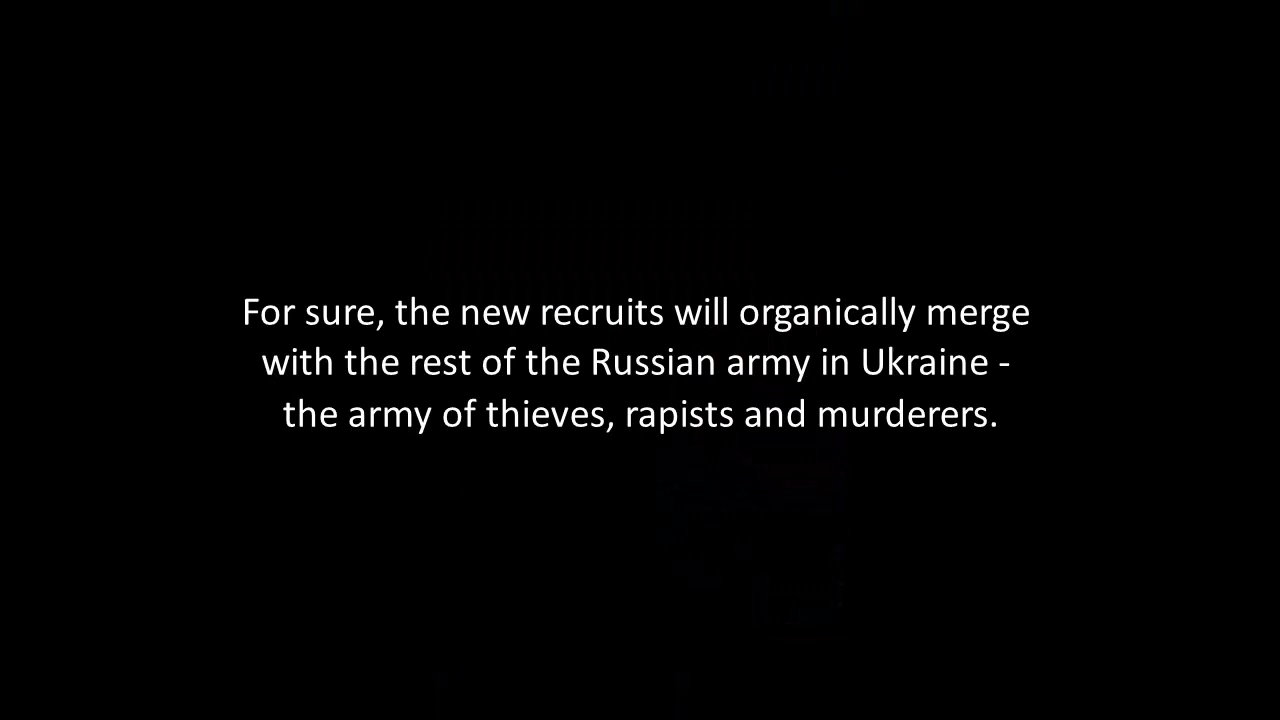 For sure, the new recruits will organically merge
with the rest of the Russian army in Ukraine -
the army of thieves, rapists and murderers.